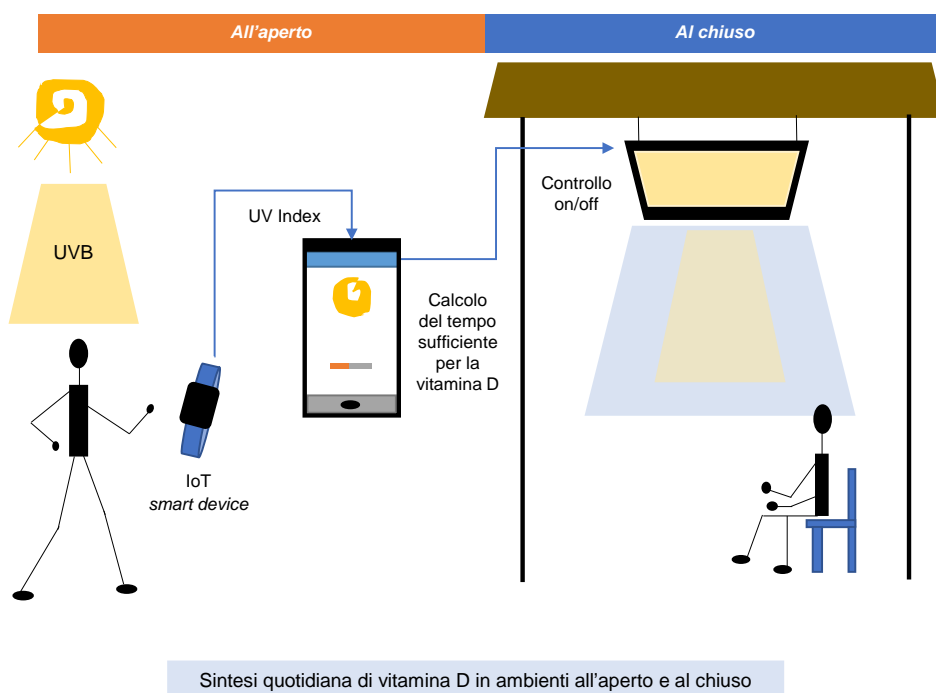 All'aperto
Al chiuso
UVB
UV Index
Controllo
on/off
Calcolo
del tempo
sufficiente
per la
vitamina D
IoT
smart device
Sintesi quotidiana di vitamina D in ambienti all'aperto e al chiuso